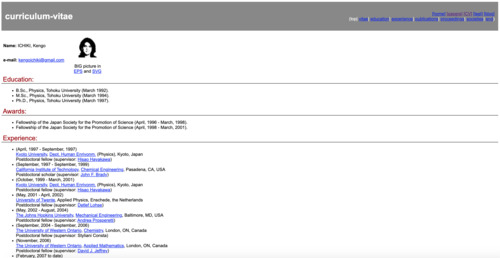 curriculum-vitae
[home] [research] [CV] [api] [blog]
Name: ICHIKI, Kengo
e-mail: kengoichiki@gmail.com
BIG picture in
EPS and SVG
Education:
B.Sc., Physics, Tohoku University (March 1992).
M.Sc., Physics, Tohoku University (March 1994).
Ph.D., Physics, Tohoku University (March 1997).
Awards:
Fellowship of the Japan Society for the Promotion of Science (April, 1996 - March, 1998).
Fellowship of the Japan Society for the Promotion of Science (April, 1998 - March, 2001).
Experience:
(April, 1997 - September, 1997)
Kyoto University, Dept. Human Environm. (Physics), Kyoto, Japan
Postdoctoral fellow (supervisor: Hisao Hayakawa)
(September, 1997 - September, 1999)
California Institute of Technology, Chemical Engineering, Pasadena, CA, USA
Postdoctoral scholar (supervisor: John F. Brady)
(October, 1999 - March, 2001)
Kyoto University, Dept. Human Environm. (Physics), Kyoto, Japan
Postdoctoral fellow (supervisor: Hisao Hayakawa)
(May, 2001 - April, 2002)
University of Twente, Applied Physics, Enschede, the Netherlands
Postdoctoral fellow (supervisor: Detlef Lohse)
(May, 2002 - August, 2004)
The Johns Hopkins University, Mechanical Engineering, Baltimore, MD, USA
Postdoctoral fellow (supervisor: Andrea Prosperetti)
(September, 2004 - September, 2006)
The University of Western Ontario, Chemistry, London, ON, Canada
Postdoctoral fellow (supervisor: Styliani Consta)
(November, 2006)
The University of Western Ontario, Applied Mathematics, London, ON, Canada
Postdoctoral fellow (supervisor: David J. Jeffrey)
(February, 2007 to date)